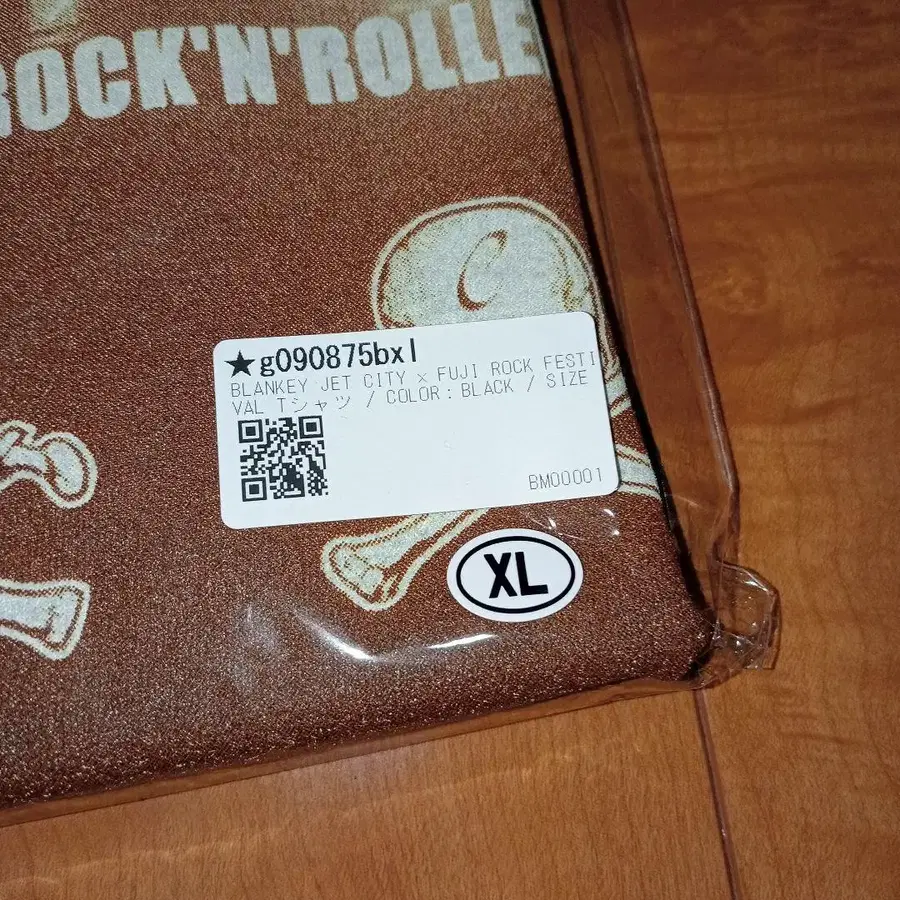 ROCK'N'ROLLE
★g090875bxl
BLANKEY JET CITY × FUJI ROCK FESTI
VAL Tシャツ / COLOR：BLACK / SIZE
BM00001
XL